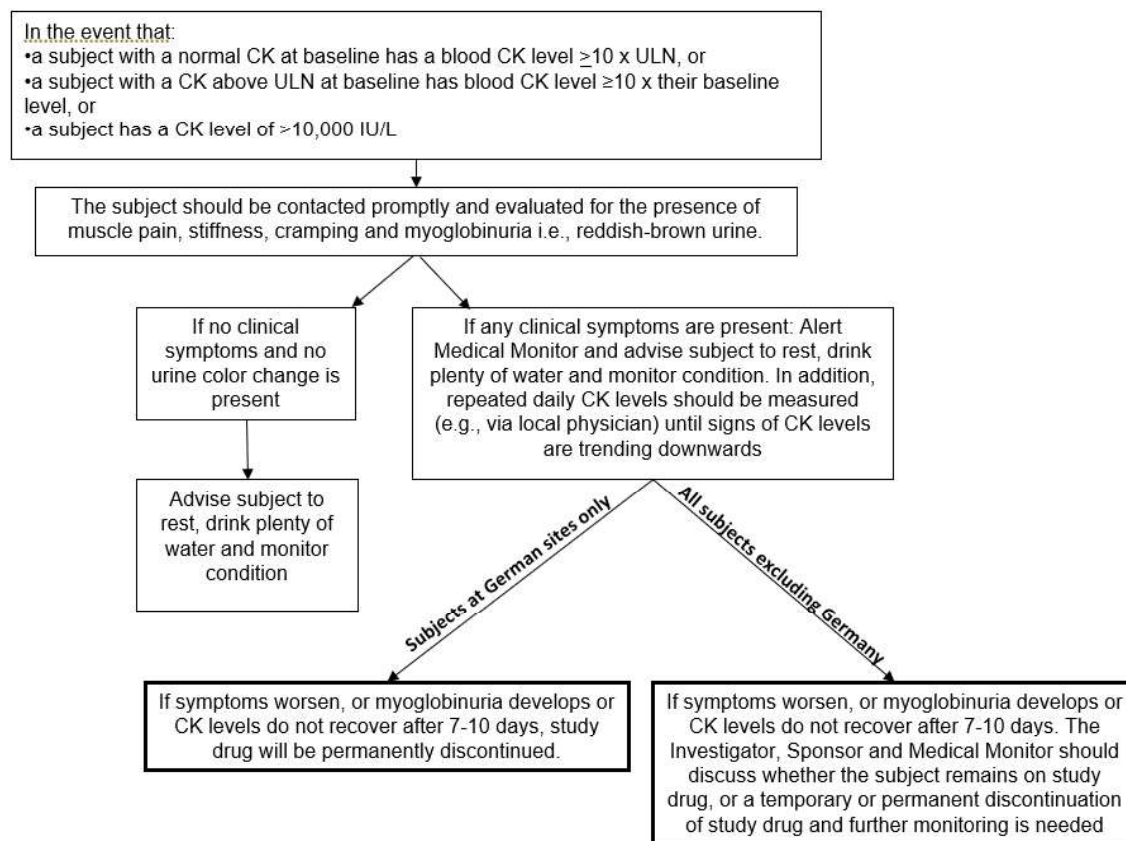 In the event that:
•a subject with a normal CK at baseline has a blood CK level ≥10 x ULN, or
•a subject with a CK above ULN at baseline has blood CK level ≥10 x their baseline
level, or
•a subject has a CK level of >10,000 IU/L
The subject should be contacted promptly and evaluated for the presence of
muscle pain, stiffness, cramping and myoglobinuria i.e., reddish-brown urine.
If no clinical
symptoms and no
urine color change is
present
If any clinical symptoms are present: Alert
Medical Monitor and advise subject to rest, drink
plenty of water and monitor condition. In addition,
repeated daily CK levels should be measured
(e.g., via local physician) until signs of CK levels
are trending downwards
Advise subject to
rest, drink plenty of
water and monitor
condition
Subjects at German sites only
All subjects excluding Germany
If symptoms worsen, or myoglobinuria develops or
CK levels do not recover after 7-10 days, study
drug will be permanently discontinued.
If symptoms worsen, or myoglobinuria develops or
CK levels do not recover after 7-10 days. The
Investigator, Sponsor and Medical Monitor should
discuss whether the subject remains on study
drug, or a temporary or permanent discontinuation
of study drug and further monitoring is needed